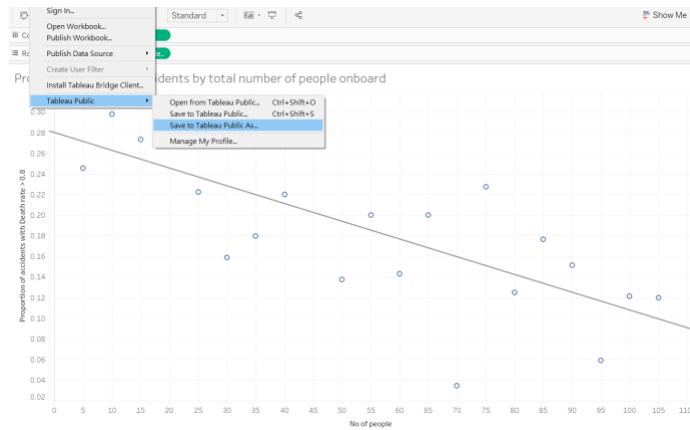 Sign In...
Standard
Show Me
Open Workbook...
Publish Workbook...
Publish Data Source
Create User Filter
Install Tableau Bridge Client...
Tableau Public
Open from Tableau Public... Ctrl+Shift+O
Save to Tableau Public... Ctrl+Shift+S
Save to Tableau Public As...
Manage My Profile...
idents by total number of people onboard
Proportion of accidents with Death rate > 0.8
0.30
0.28
0.26
0.24
0.22
0.20
0.18
0.16
0.14
0.12
0.10
0.08
0.06
0.04
0.02
0 5 10 15 20 25 30 35 40 45 50 55 60 65 70 75 80 85 90 95 100 105 110
No of people